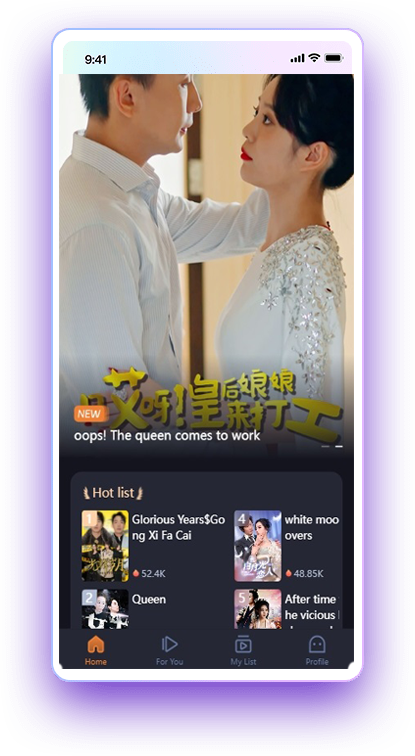 9:41
哎呀!皇后娘娘来打工
NEW
oops! The queen comes to work
Hot list
1
Glorious Years$Go
ng Xi Fa Cai
52.4K
4
white moo
overs
48.85K
2
Queen
5
After time
he vicious
Home
For You
My List
Profile